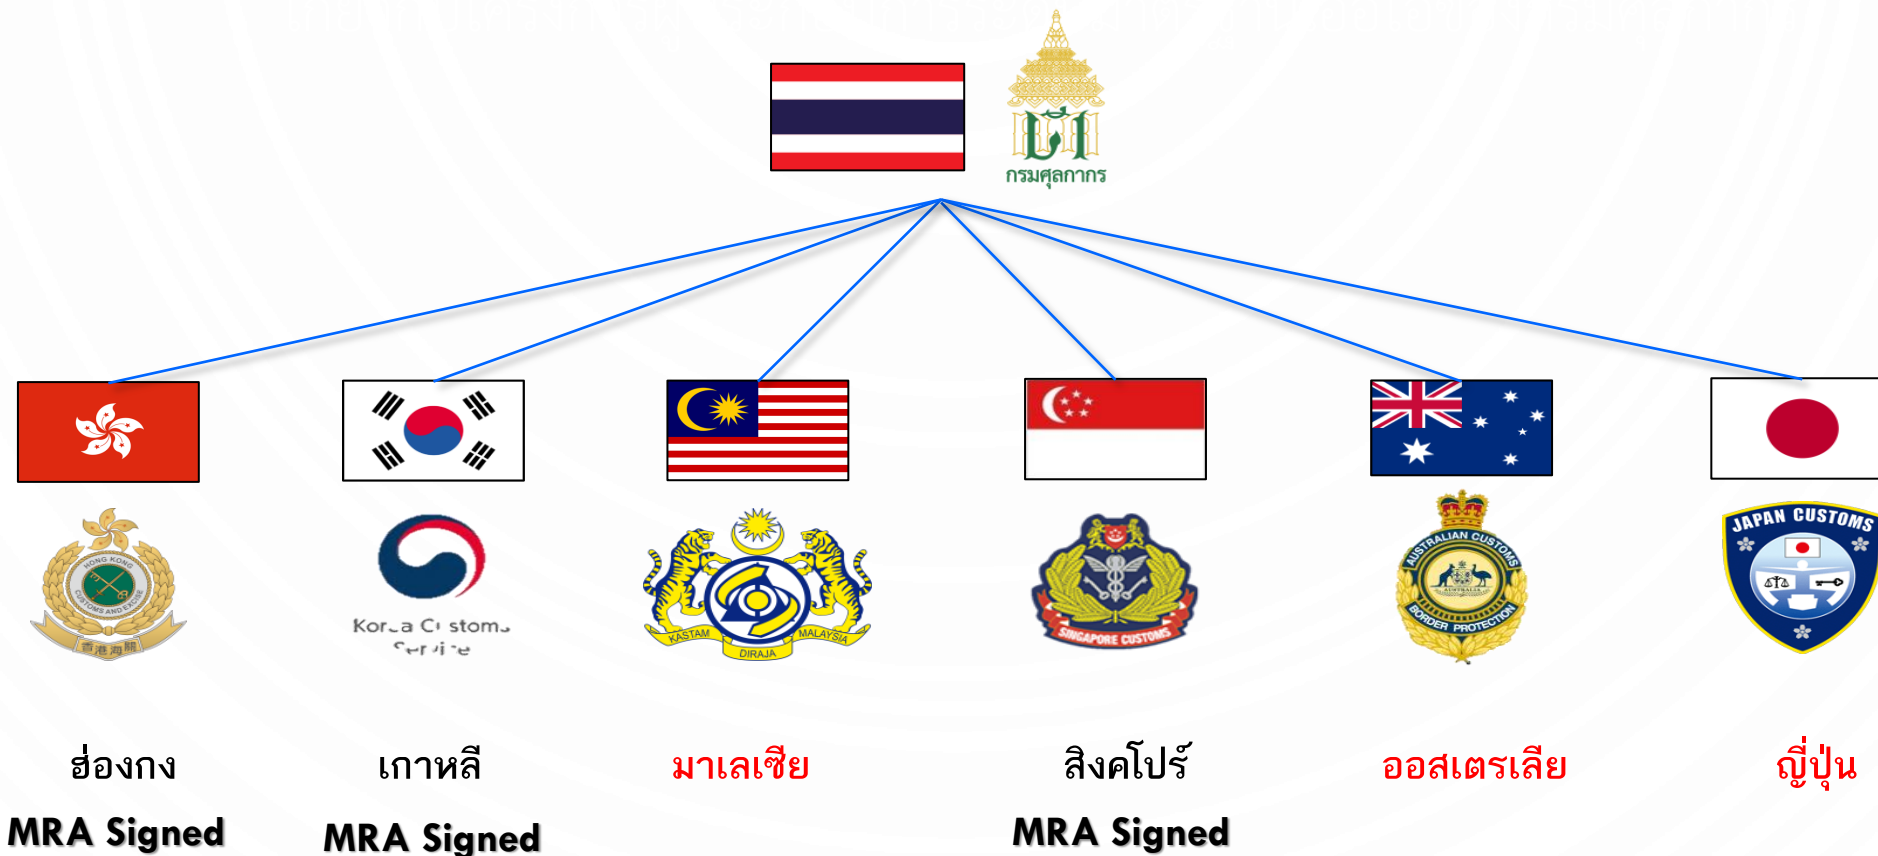 กรมศุลกากร
HONG KONG
CUSTOMS AND EXCISE
香港海關
KASTAM DIRAJA MALAYSIA
SINGAPORE CUSTOMS
AUSTRALIAN CUSTOMS
AUSTRALIA
BORDER PROTECTION
JAPAN CUSTOMS
ฮ่องกง
เกาหลี
มาเลเซีย
สิงคโปร์
ออสเตรเลีย
ญี่ปุ่น
MRA Signed
MRA Signed
MRA Signed